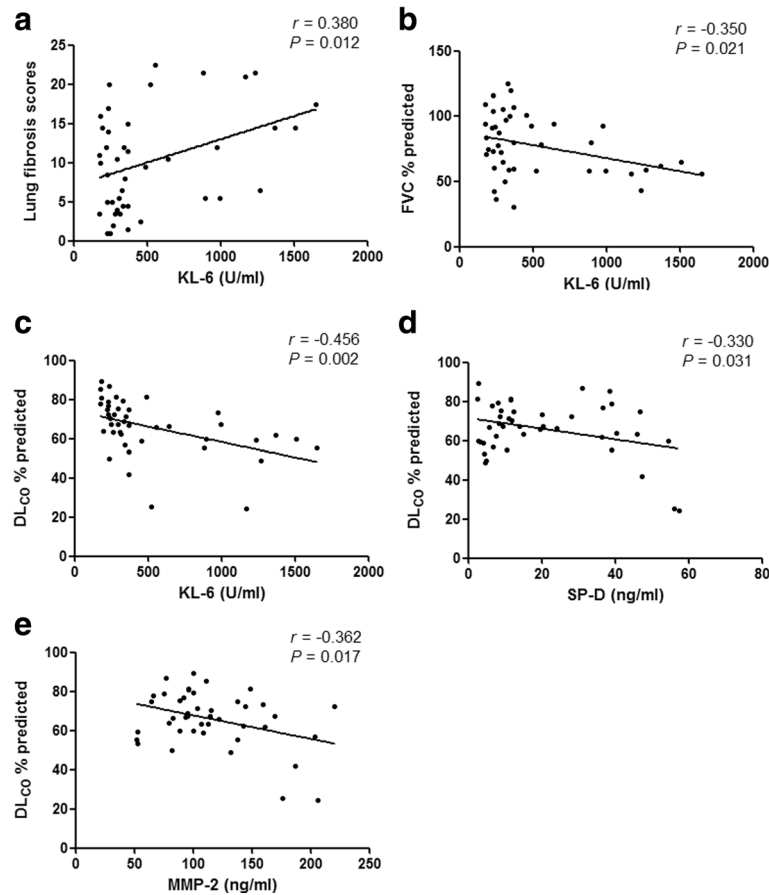 a
r = 0.380
P = 0.012
Lung fibrosis scores
25
20
15
10
5
0
0 500 1000 1500 2000
KL-6 (U/ml)
b
r = -0.350
P = 0.021
FVC % predicted
150
100
50
0
0 500 1000 1500 2000
KL-6 (U/ml)
c
r = -0.456
P = 0.002
DLCO % predicted
100
80
60
40
20
0
0 500 1000 1500 2000
KL-6 (U/ml)
d
r = -0.330
P = 0.031
DLCO % predicted
100
80
60
40
20
0
0 20 40 60 80
SP-D (ng/ml)
e
r = -0.362
P = 0.017
DLCO % predicted
100
80
60
40
20
0
0 50 100 150 200 250
MMP-2 (ng/ml)